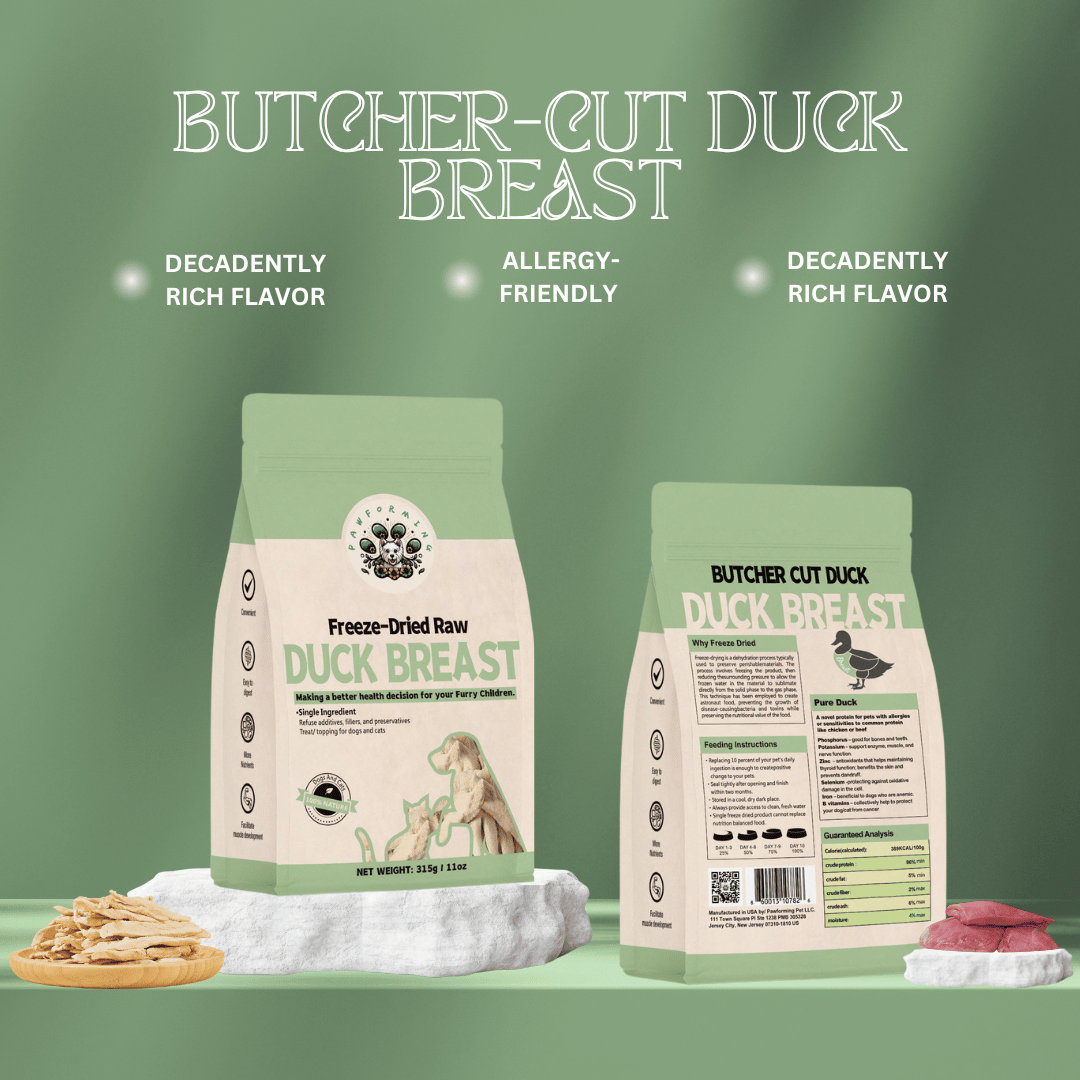 BUTCHER-CUT DUCK
BREAST
DECADENTLY
RICH FLAVOR
ALLERGY-
FRIENDLY
DECADENTLY
RICH FLAVOR
PAWFORMING
Freeze-Dried Raw
DUCK BREAST
Making a better health decision for your Furry Children.
•Single Ingredient
Refuse additives, fillers, and preservatives
Treat/ topping for dogs and cats
Convenient
Easy to
digest
More
Nutrients
Facilitate
muscle development
Dogs And Cats
100% NATURE
NET WEIGHT: 315g / 11oz
BUTCHER CUT DUCK
DUCK BREAST
Why Freeze Dried
Freeze-drying is a dehydration process typically
used to preserve perishablematerials. The
process involves freezing the product, then
reducing thesurrounding pressure to allow the
frozen water in the material to sublimate
directly from the solid phase to the gas phase.
This technique has been employed to create
astronaut food, preventing the growth of
disease-causingbacteria and toxins while
preserving the nutritional value of the food.
Feeding Instructions
• Replacing 10 percent of your pet's daily
ingestion is enough to createpositive
change to your pets.
• Seal tightly after opening and finish
within two months.
• Stored in a cool, dry dark place.
• Always provide access to clean, fresh water
• Single freeze dried product cannot replace
nutrition balanced food.
DAY 1-3
25%
DAY 4-6
50%
DAY 7-9
75%
DAY 10
100%
Pure Duck
A novel protein for pets with allergies
or sensitivities to common protein
like chicken or beef
Phosphorus – good for bones and teeth.
Potassium – support enzyme, muscle, and
nerve function.
Zinc – antioxidants that helps maintaining
thyroid function; benefits the skin and
prevents dandruff.
Selenium -protecting against oxidative
damage in the cell.
Iron – beneficial to dogs who are anemic.
B vitamins – collectively help to protect
your dog/cat from cancer
Guaranteed Analysis
Calorie(calculated): 389KCAL/100g
crude protein : 86% min
crude fat: 5% min
crude fiber: 2% max
crude ash: 6% max
moisture: 4% max
Convenient
Easy to
digest
More
Nutrients
Facilitate
muscle development
8 50013 10782 4
Manufactured in USA by/ Pawforming Pet LLC.
111 Town Square Pl Ste 1238 PMB 305328
Jersey City, New Jersey 07310-1810 US